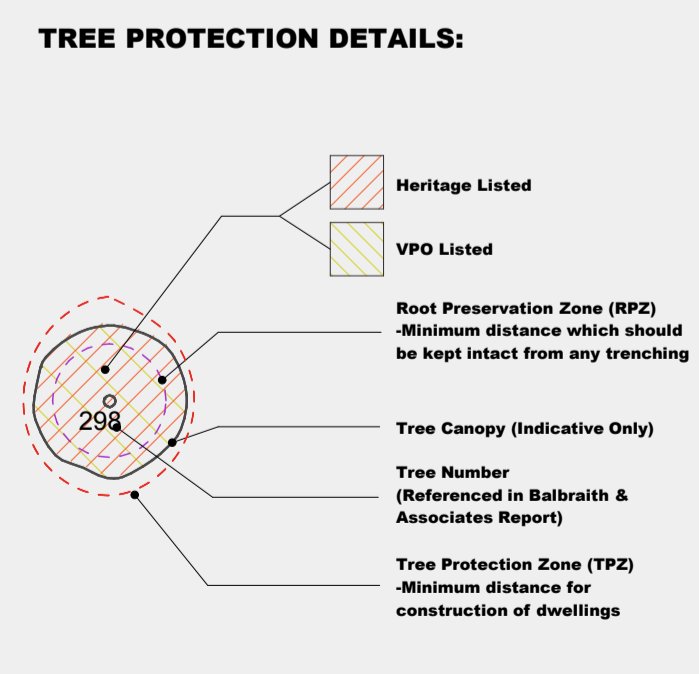 TREE PROTECTION DETAILS:
Heritage Listed
VPO Listed
Root Preservation Zone (RPZ)
-Minimum distance which should
be kept intact from any trenching
298
Tree Canopy (Indicative Only)
Tree Number
(Referenced in Balbraith &
Associates Report)
Tree Protection Zone (TPZ)
-Minimum distance for
construction of dwellings